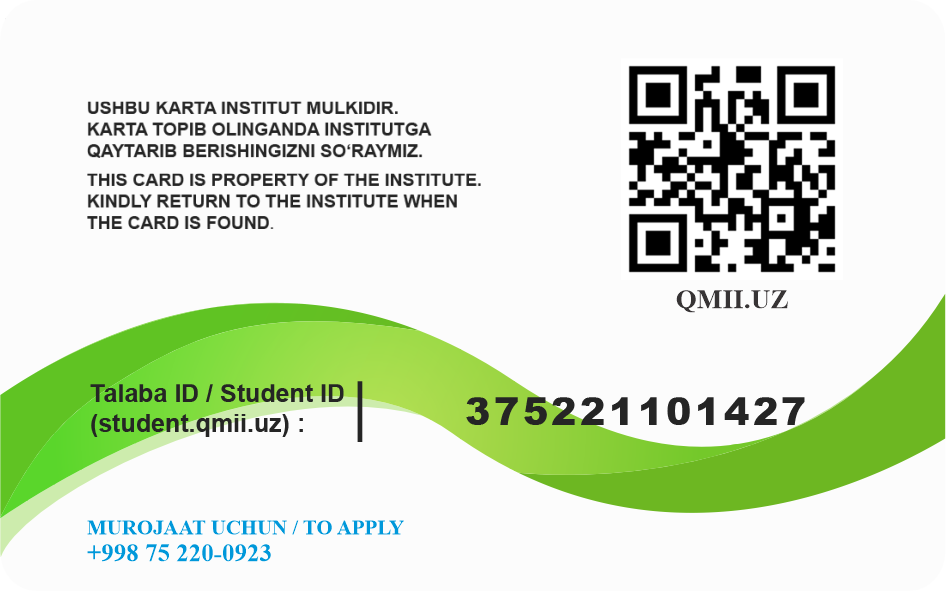 USHBU KARTA INSTITUT MULKIDIR.
KARTA TOPIB OLINGANDA INSTITUTGA
QAYTARIB BERISHINGIZNI SO‘RAYMIZ.
THIS CARD IS PROPERTY OF THE INSTITUTE.
KINDLY RETURN TO THE INSTITUTE WHEN
THE CARD IS FOUND.
QMII.UZ
Talaba ID / Student ID
(student.qmii.uz) :
375221101427
MUROJAAT UCHUN / TO APPLY
+998 75 220-0923